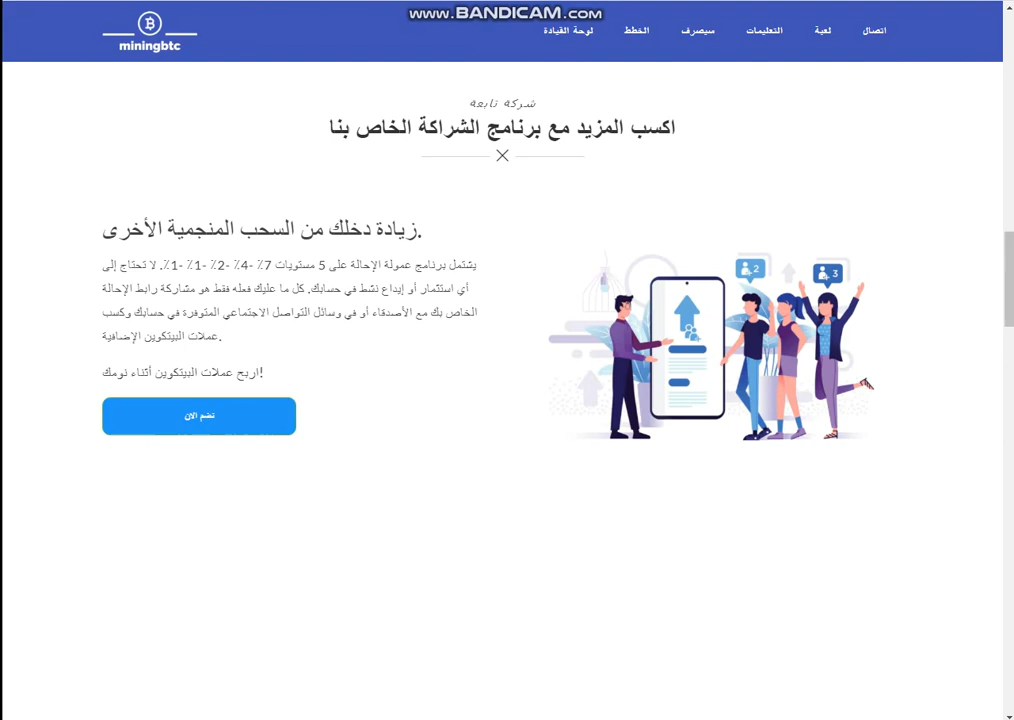 www.BANDICAM.com
miningbtc
اتصال
لعبة
التعليمات
سيصرف
الخطط
لوحة القيادة
شركة تابعة
اكسب المزيد مع برنامج الشراكة الخاص بنا
زيادة دخلك من السحب المنجمية الأخرى.
يشتمل برنامج عمولة الإحالة على 5 مستويات 7٪ -4٪ -2٪ -1٪ -1٪. لا تحتاج إلى
أي استثمار أو إيداع نشط في حسابك. كل ما عليك فعله فقط هو مشاركة رابط الإحالة
الخاص بك مع الأصدقاء أو في وسائل التواصل الاجتماعي المتوفرة في حسابك وكسب
عملات البيتكوين الإضافية.
اربح عملات البيتكوين أثناء نومك!
نضم الان
2
3